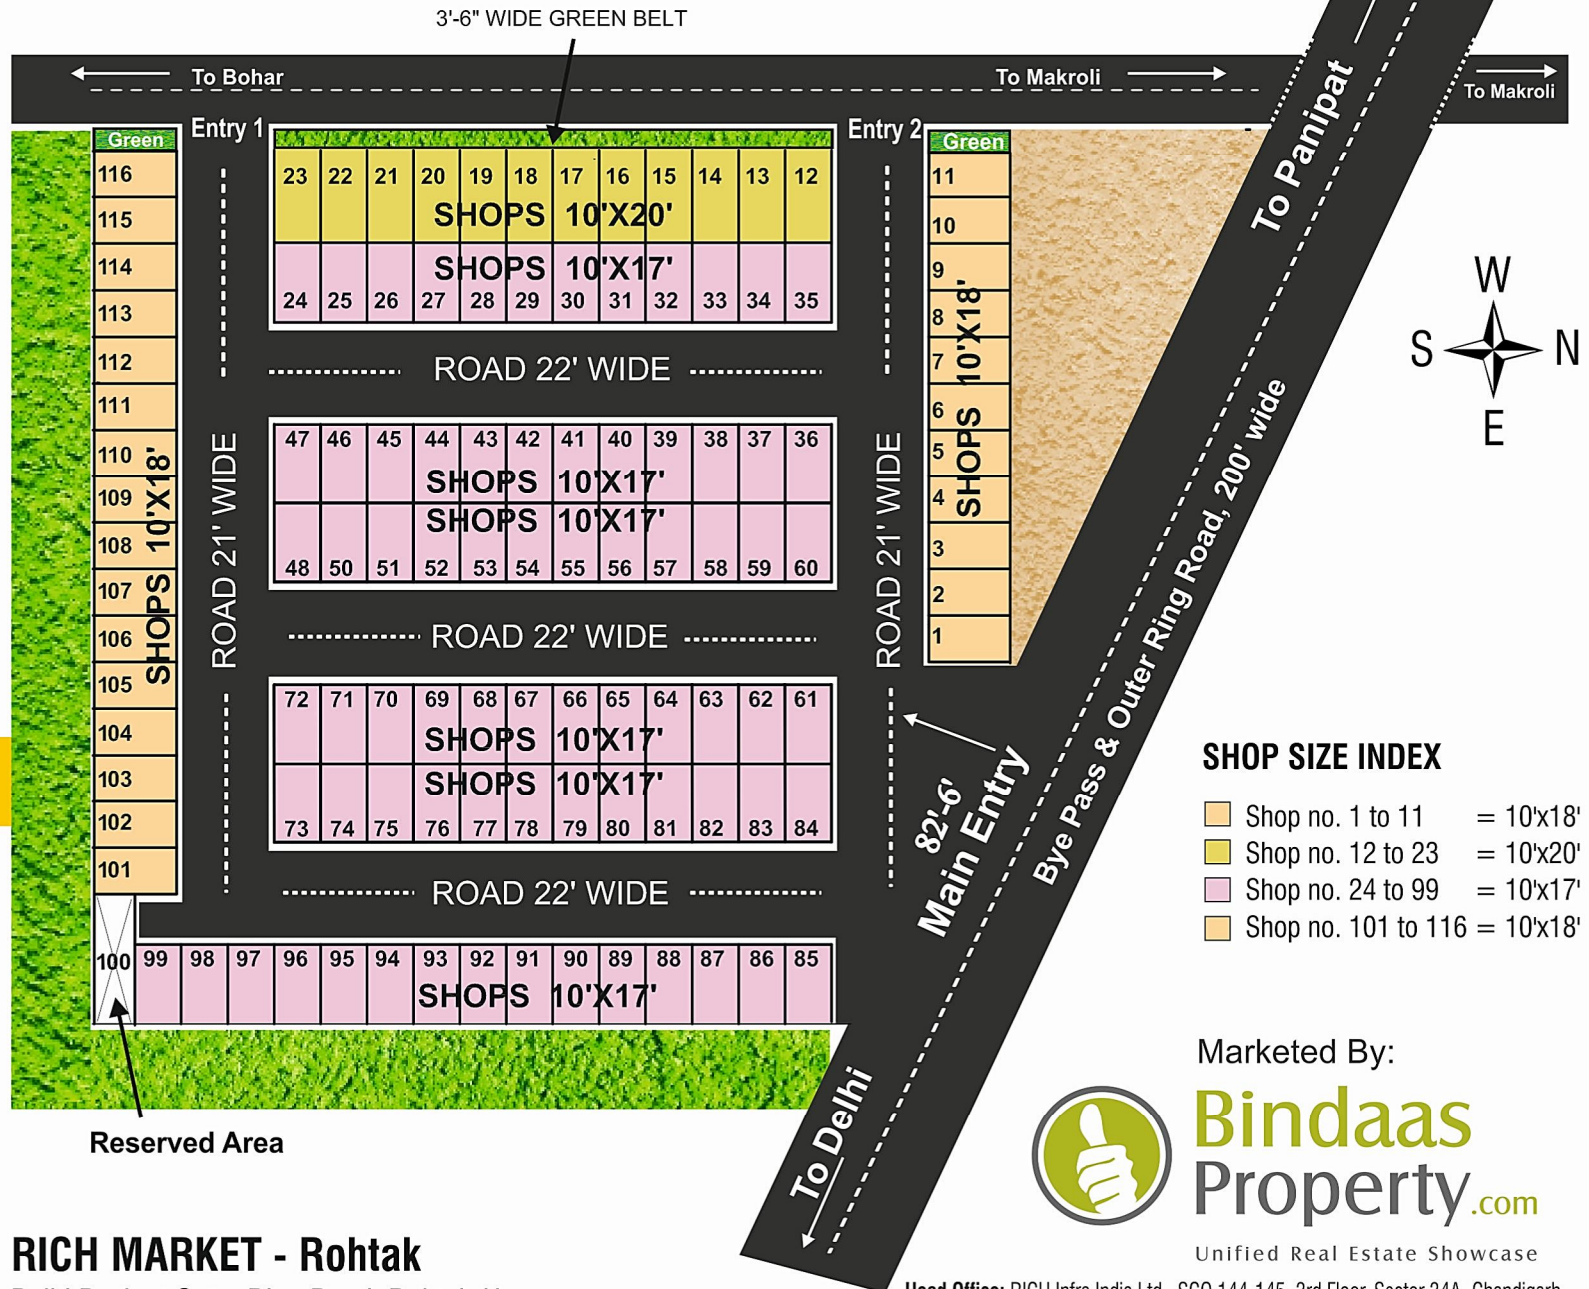 3'-6" WIDE GREEN BELT
To Bohar
To Makroli
To Makroli
To Panipat
Green
Entry 1
Entry 2
Green
116
115
114
113
112
111
110
109
108
107
106
105
104
103
102
101
SHOPS 10'X18'
ROAD 21' WIDE
23 22 21 20 19 18 17 16 15 14 13 12
SHOPS 10'X20'
SHOPS 10'X17'
24 25 26 27 28 29 30 31 32 33 34 35
ROAD 22' WIDE
47 46 45 44 43 42 41 40 39 38 37 36
SHOPS 10'X17'
SHOPS 10'X17'
48 50 51 52 53 54 55 56 57 58 59 60
ROAD 22' WIDE
72 71 70 69 68 67 66 65 64 63 62 61
SHOPS 10'X17'
SHOPS 10'X17'
73 74 75 76 77 78 79 80 81 82 83 84
ROAD 22' WIDE
100 99 98 97 96 95 94 93 92 91 90 89 88 87 86 85
SHOPS 10'X17'
Reserved Area
ROAD 21' WIDE
11
10
9
8
7
6
5
4
3
2
1
SHOPS 10'X18'
82'-6'
Main Entry
Bye Pass & Outer Ring Road, 200' wide
To Delhi
W
S N
E
SHOP SIZE INDEX
Shop no. 1 to 11 = 10'x18'
Shop no. 12 to 23 = 10'x20'
Shop no. 24 to 99 = 10'x17'
Shop no. 101 to 116 = 10'x18'
Marketed By:
Bindaas
Property.com
Unified Real Estate Showcase
RICH MARKET - Rohtak